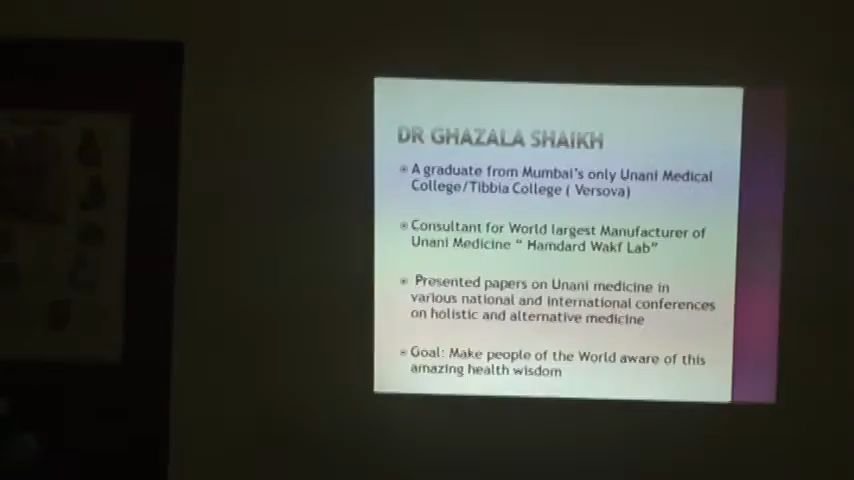 DR GHAZALA SHAIKH
A graduate from Mumbai's only Unani Medical
College/Tibbia College ( Versova)
Consultant for World largest Manufacturer of
Unani Medicine " Hamdard Wakf Lab"
Presented papers on Unani medicine in
various national and international conferences
on holistic and alternative medicine
Goal: Make people of the World aware of this
amazing health wisdom